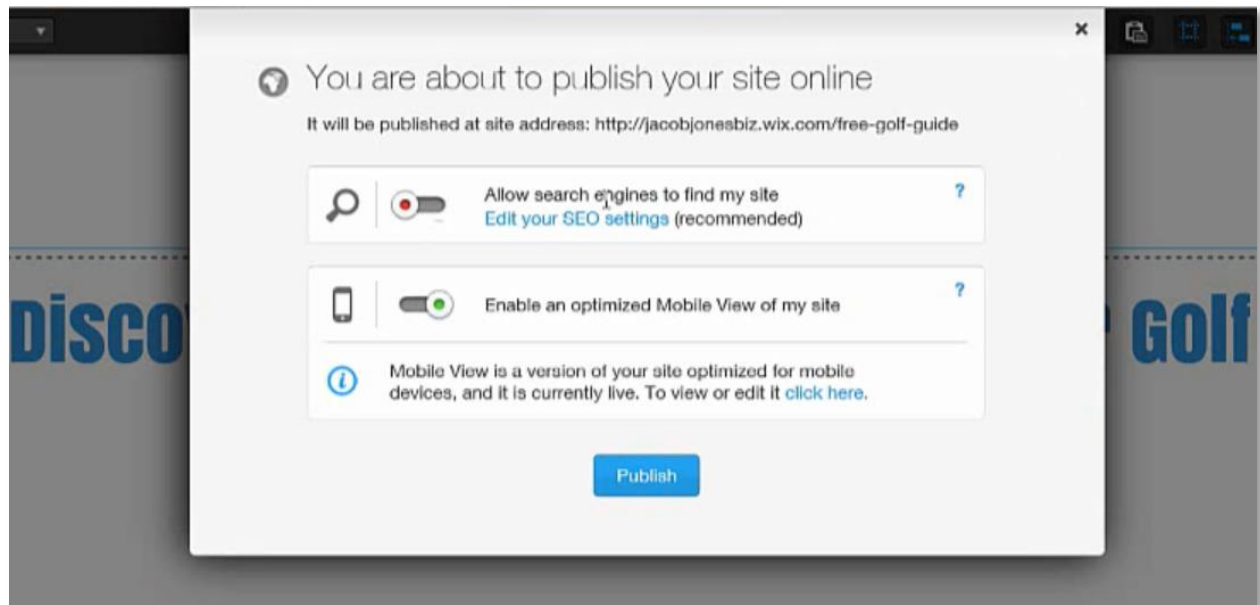 You are about to publish your site online
It will be published at site address: http://jacobjonesbiz.wix.com/free-golf-guide
Allow search engines to find my site
Edit your SEO settings (recommended)
?
Enable an optimized Mobile View of my site
?
Mobile View is a version of your site optimized for mobile
devices, and it is currently live. To view or edit it click here.
Publish
Golf